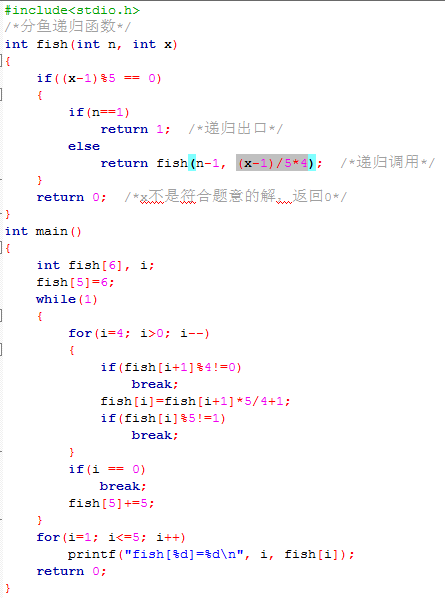 #include<stdio.h>
/*分鱼递归函数*/
int fish(int n, int x)
{
    if((x-1)%5 == 0)
    {
        if(n==1)
            return 1;  /*递归出口*/
        else
            return fish(n-1, (x-1)/5*4);  /*递归调用*/
    }
    return 0;  /*x不是符合题意的解，返回0*/
}
int main()
{
    int fish[6], i;
    fish[5]=6;
    while(1)
    {
        for(i=4; i>0; i--)
        {
            if(fish[i+1]%4!=0)
                break;
            fish[i]=fish[i+1]*5/4+1;
            if(fish[i]%5!=1)
                break;
        }
        if(i == 0)
            break;
        fish[5]+=5;
    }
    for(i=1; i<=5; i++)
        printf("fish[%d]=%d\n", i, fish[i]);
    return 0;
}